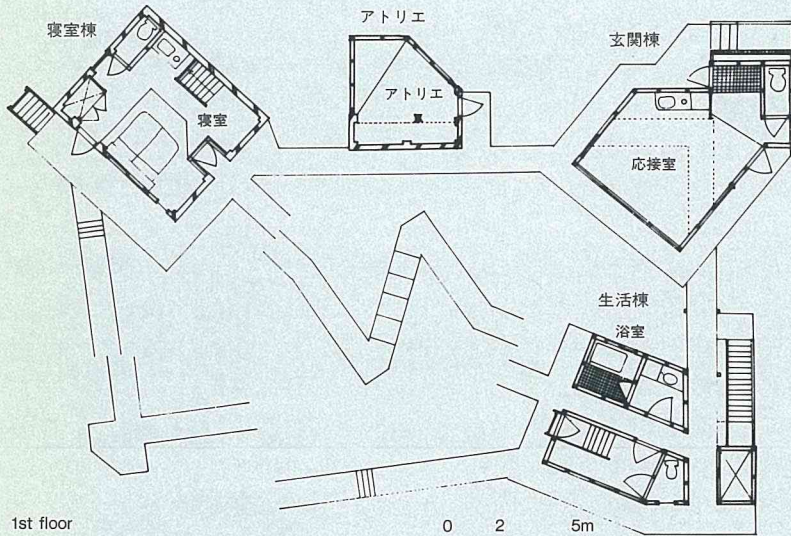 アトリエ
寝室棟
玄関棟
アトリエ
寝室
応接室
生活棟
浴室
1st floor
0 2 5m